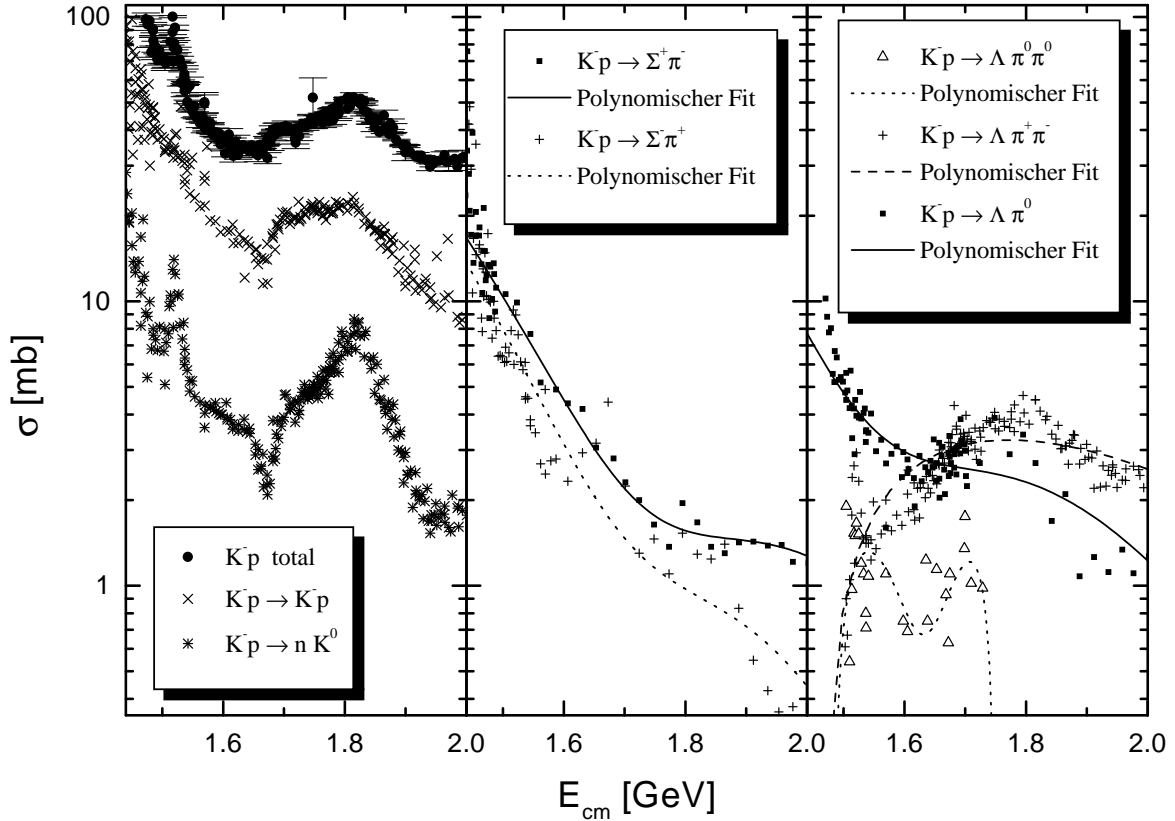 100
10
1
σ [mb]
K⁻p total
K⁻p → K⁻p
K⁻p → n K⁰
1.6
1.8
2.0
K⁻p → Σ⁺π⁻
Polynomischer Fit
K⁻p → Σ⁻π⁺
Polynomischer Fit
1.6
1.8
2.0
K⁻p → Λ π⁰π⁰
Polynomischer Fit
K⁻p → Λ π⁺π⁻
Polynomischer Fit
K⁻p → Λ π⁰
Polynomischer Fit
1.6
1.8
2.0
E_cm [GeV]